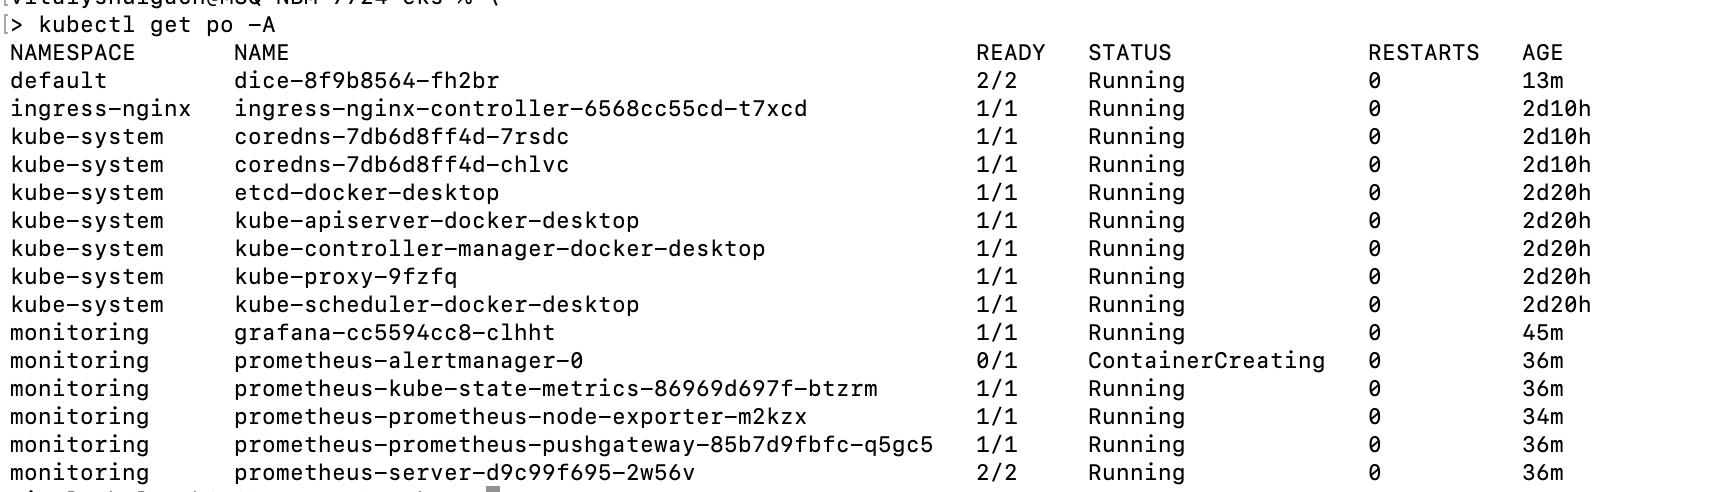 > kubectl get po -A
NAMESPACE NAME READY STATUS RESTARTS AGE
default dice-8f9b8564-fh2br 2/2 Running 0 13m
ingress-nginx ingress-nginx-controller-6568cc55cd-t7xcd 1/1 Running 0 2d10h
kube-system coredns-7db6d8ff4d-7rsdc 1/1 Running 0 2d10h
kube-system coredns-7db6d8ff4d-chlvc 1/1 Running 0 2d10h
kube-system etcd-docker-desktop 1/1 Running 0 2d20h
kube-system kube-apiserver-docker-desktop 1/1 Running 0 2d20h
kube-system kube-controller-manager-docker-desktop 1/1 Running 0 2d20h
kube-system kube-proxy-9fzfq 1/1 Running 0 2d20h
kube-system kube-scheduler-docker-desktop 1/1 Running 0 2d20h
monitoring grafana-cc5594cc8-clhht 1/1 Running 0 45m
monitoring prometheus-alertmanager-0 0/1 ContainerCreating 0 36m
monitoring prometheus-kube-state-metrics-86969d697f-btzrm 1/1 Running 0 36m
monitoring prometheus-prometheus-node-exporter-m2kzx 1/1 Running 0 34m
monitoring prometheus-prometheus-pushgateway-85b7d9fbfc-q5gc5 1/1 Running 0 36m
monitoring prometheus-server-d9c99f695-2w56v 2/2 Running 0 36m